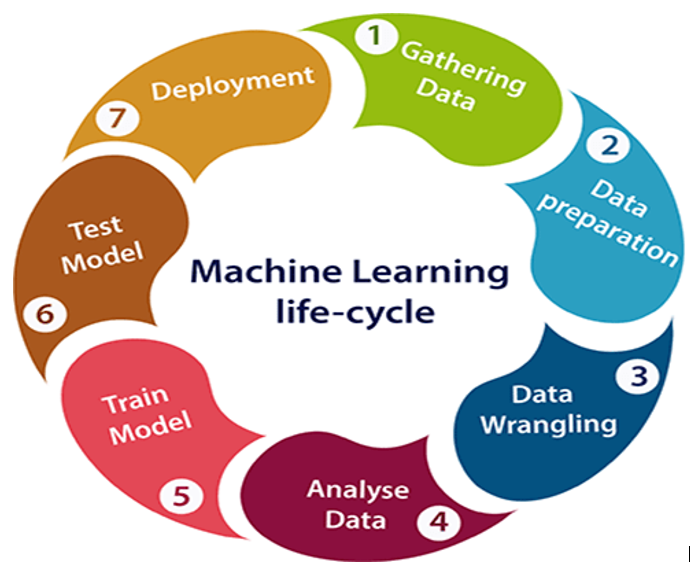 Machine Learning
life-cycle
1
Gathering
Data
2
Data
preparation
3
Data
Wrangling
4
Analyse
Data
5
Train
Model
6
Test
Model
7
Deployment